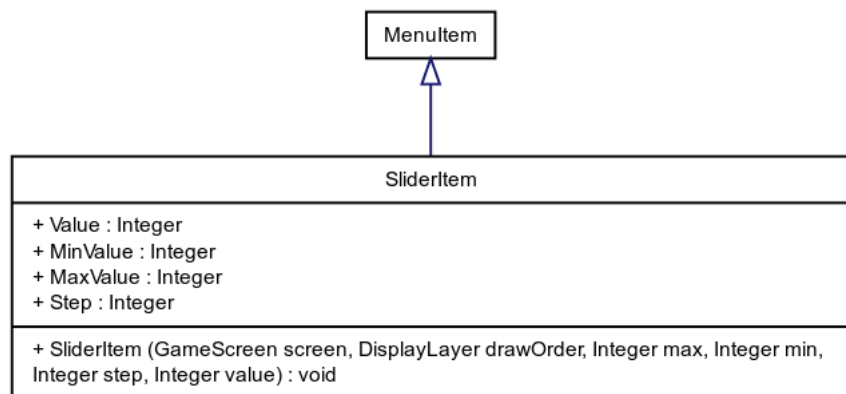 MenuItem
SliderItem
+ Value : Integer
+ MinValue : Integer
+ MaxValue : Integer
+ Step : Integer
+ SliderItem (GameScreen screen, DisplayLayer drawOrder, Integer max, Integer min,
Integer step, Integer value) : void